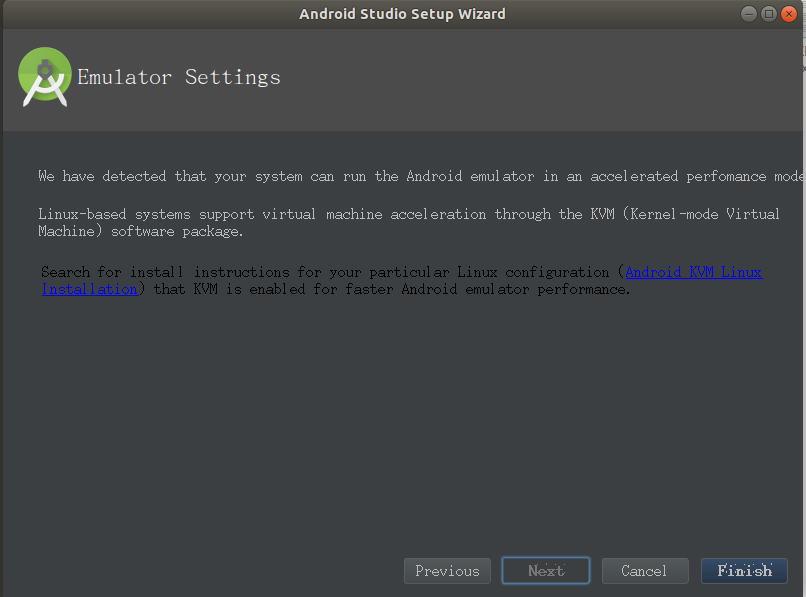 Android Studio Setup Wizard
Emulator Settings
We have detected that your system can run the Android emulator in an accelerated perfomance mode
Linux-based systems support virtual machine acceleration through the KVM (Kernel-mode Virtual
Machine) software package.
Search for install instructions for your particular Linux configuration (Android KVM Linux
Installation) that KVM is enabled for faster Android emulator performance.
Previous Next Cancel Finish